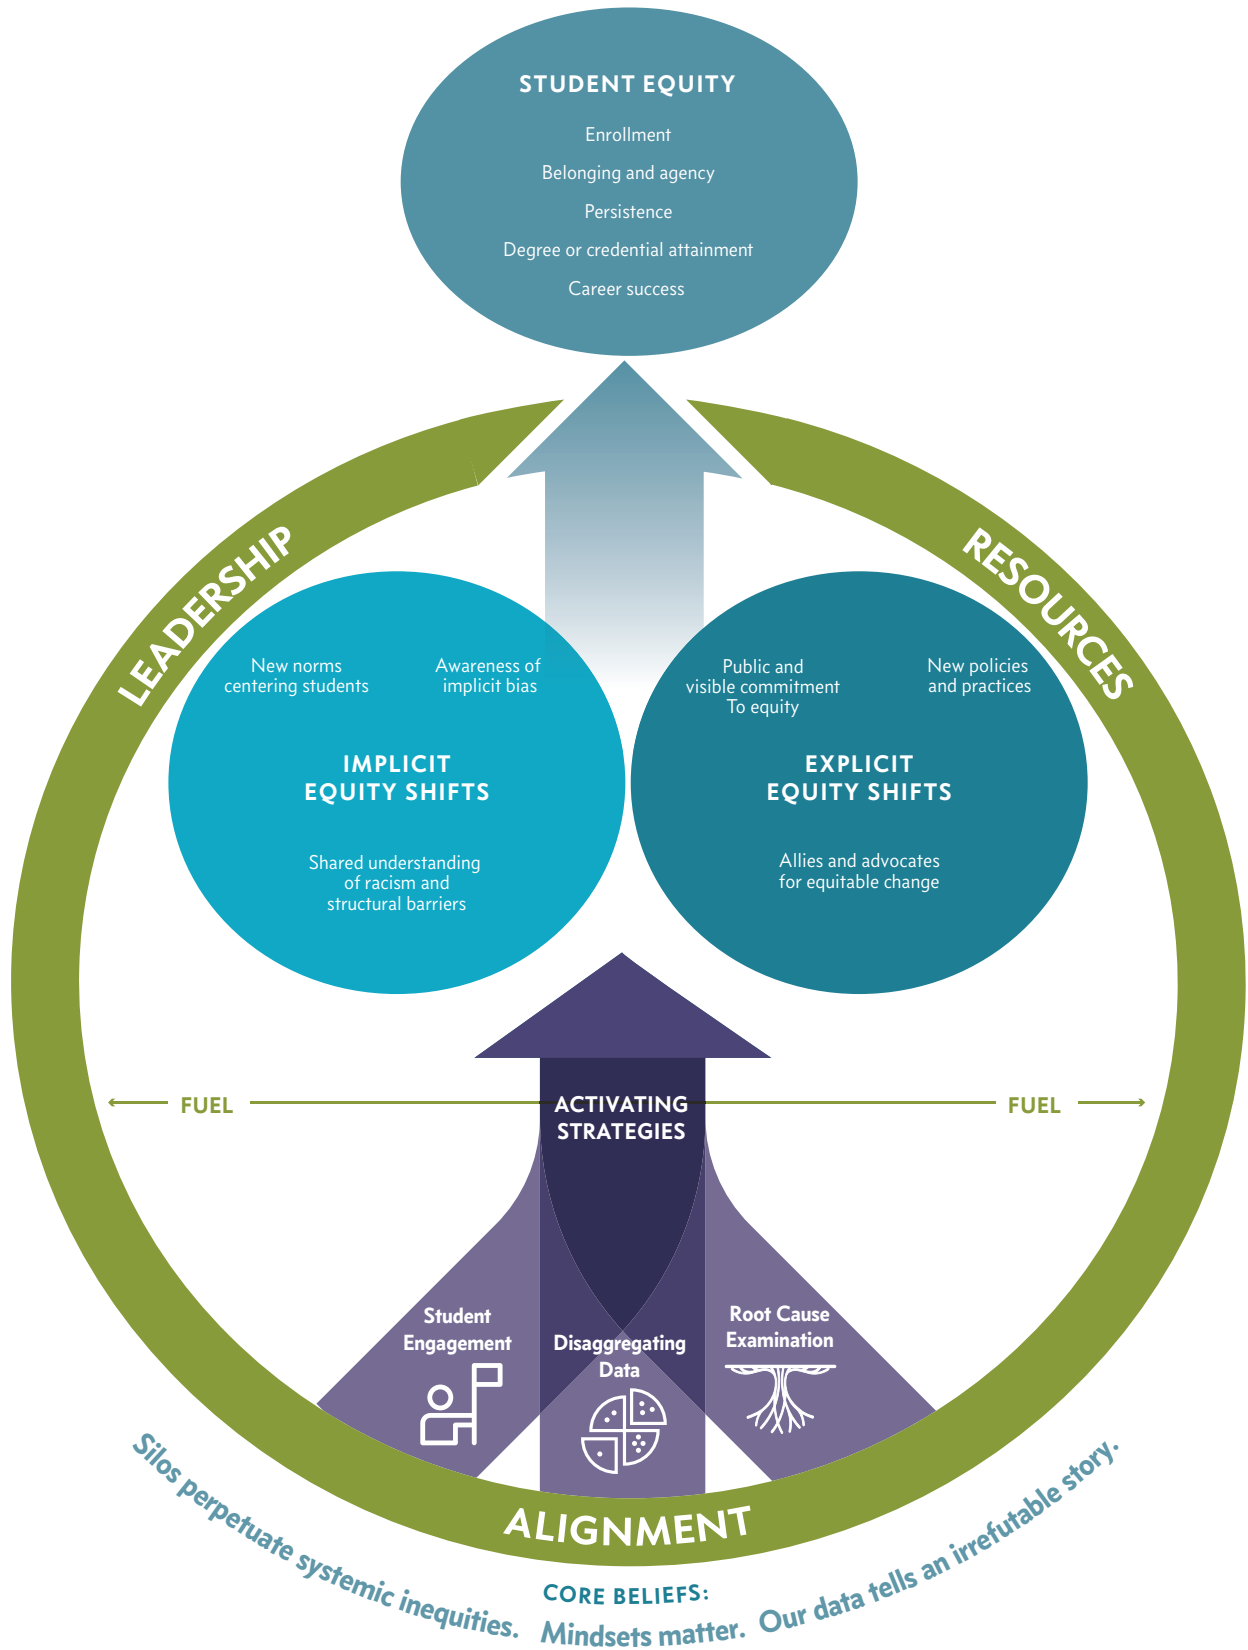 STUDENT EQUITY
Enrollment
Belonging and agency
Persistence
Degree or credential attainment
Career success
LEADERSHIP
RESOURCES
New norms
centering students
Awareness of
implicit bias
IMPLICIT
EQUITY SHIFTS
Shared understanding
of racism and
structural barriers
Public and
visible commitment
To equity
New policies
and practices
EXPLICIT
EQUITY SHIFTS
Allies and advocates
for equitable change
FUEL
ACTIVATING
STRATEGIES
FUEL
Student
Engagement
Disaggregating
Data
Root Cause
Examination
ALIGNMENT
CORE BELIEFS:
Silos perpetuate systemic inequities. Mindsets matter. Our data tells an irrefutable story.